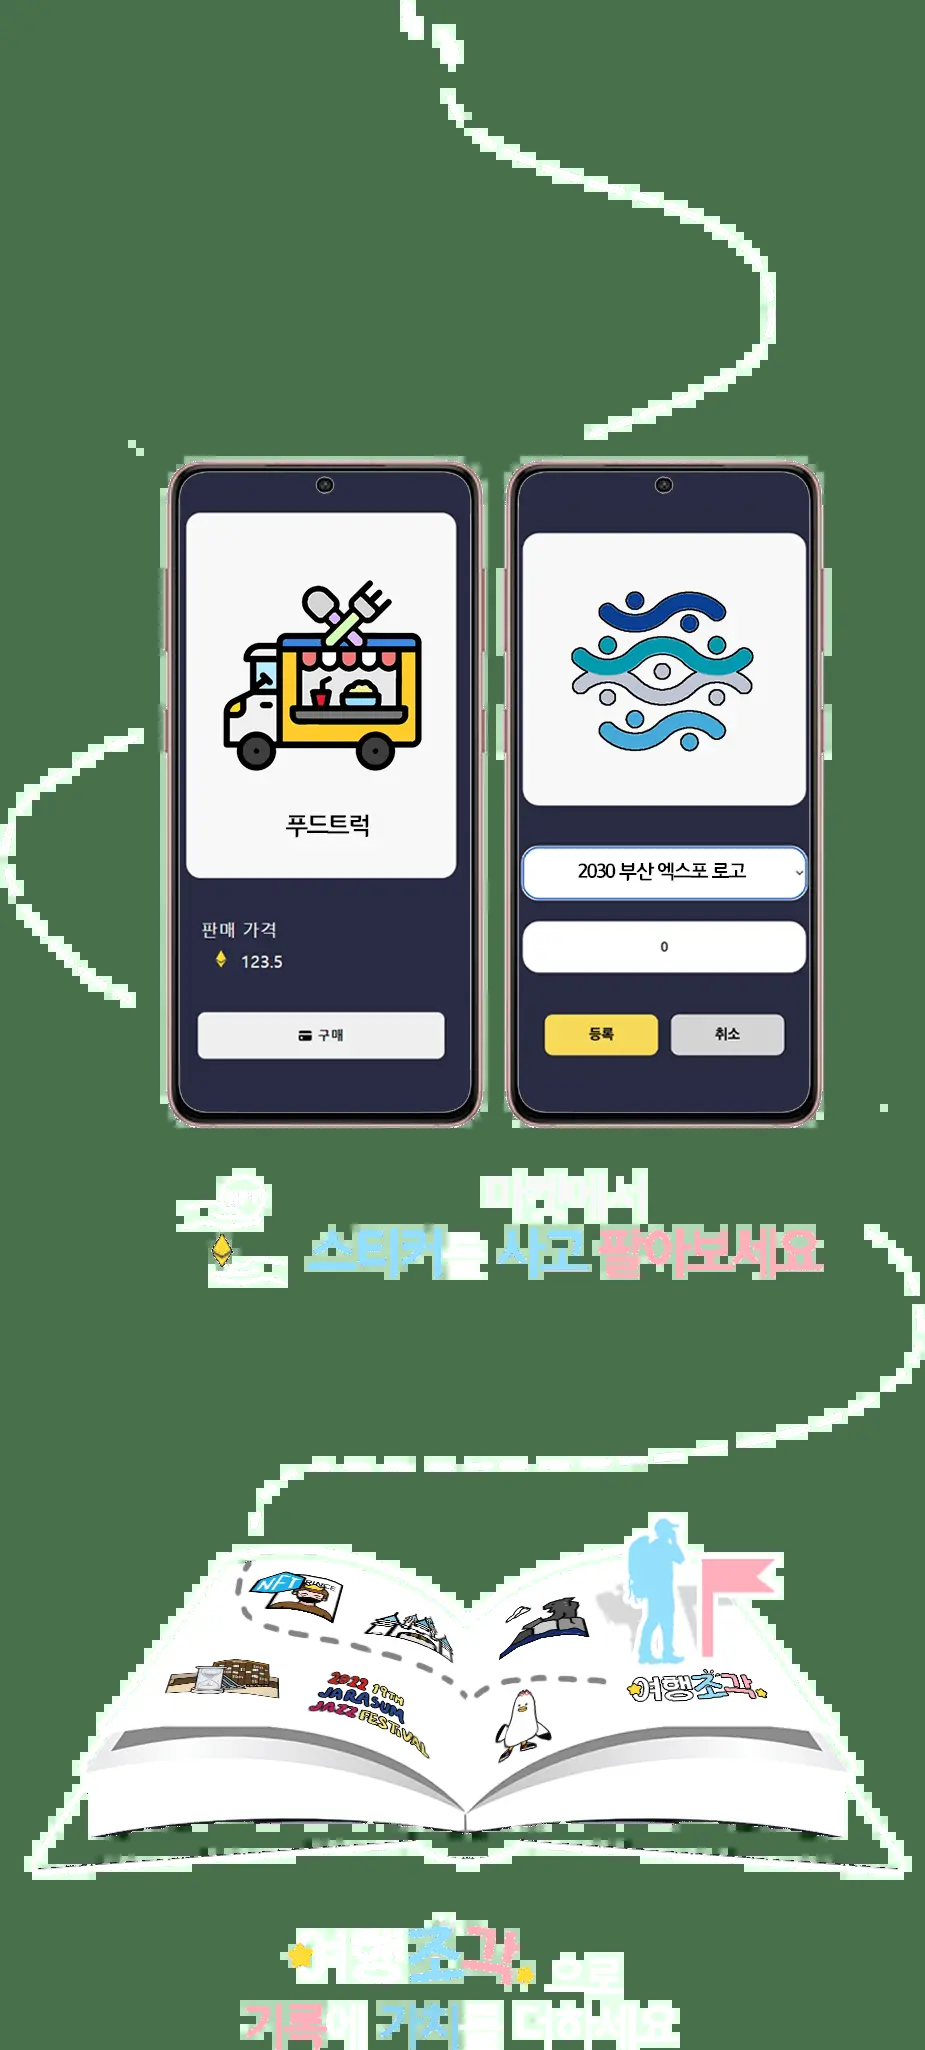 푸드트럭
판매 가격
123.5
구매
2030 부산 엑스포 로고
0
등록
취소
마켓에서
스티커를 사고 팔아보세요
NFT
RINCE
2022 19TH
JARASUM
JAZZ FESTIVAL
여행조각
여행조각으로
기록에 가치를 더하세요